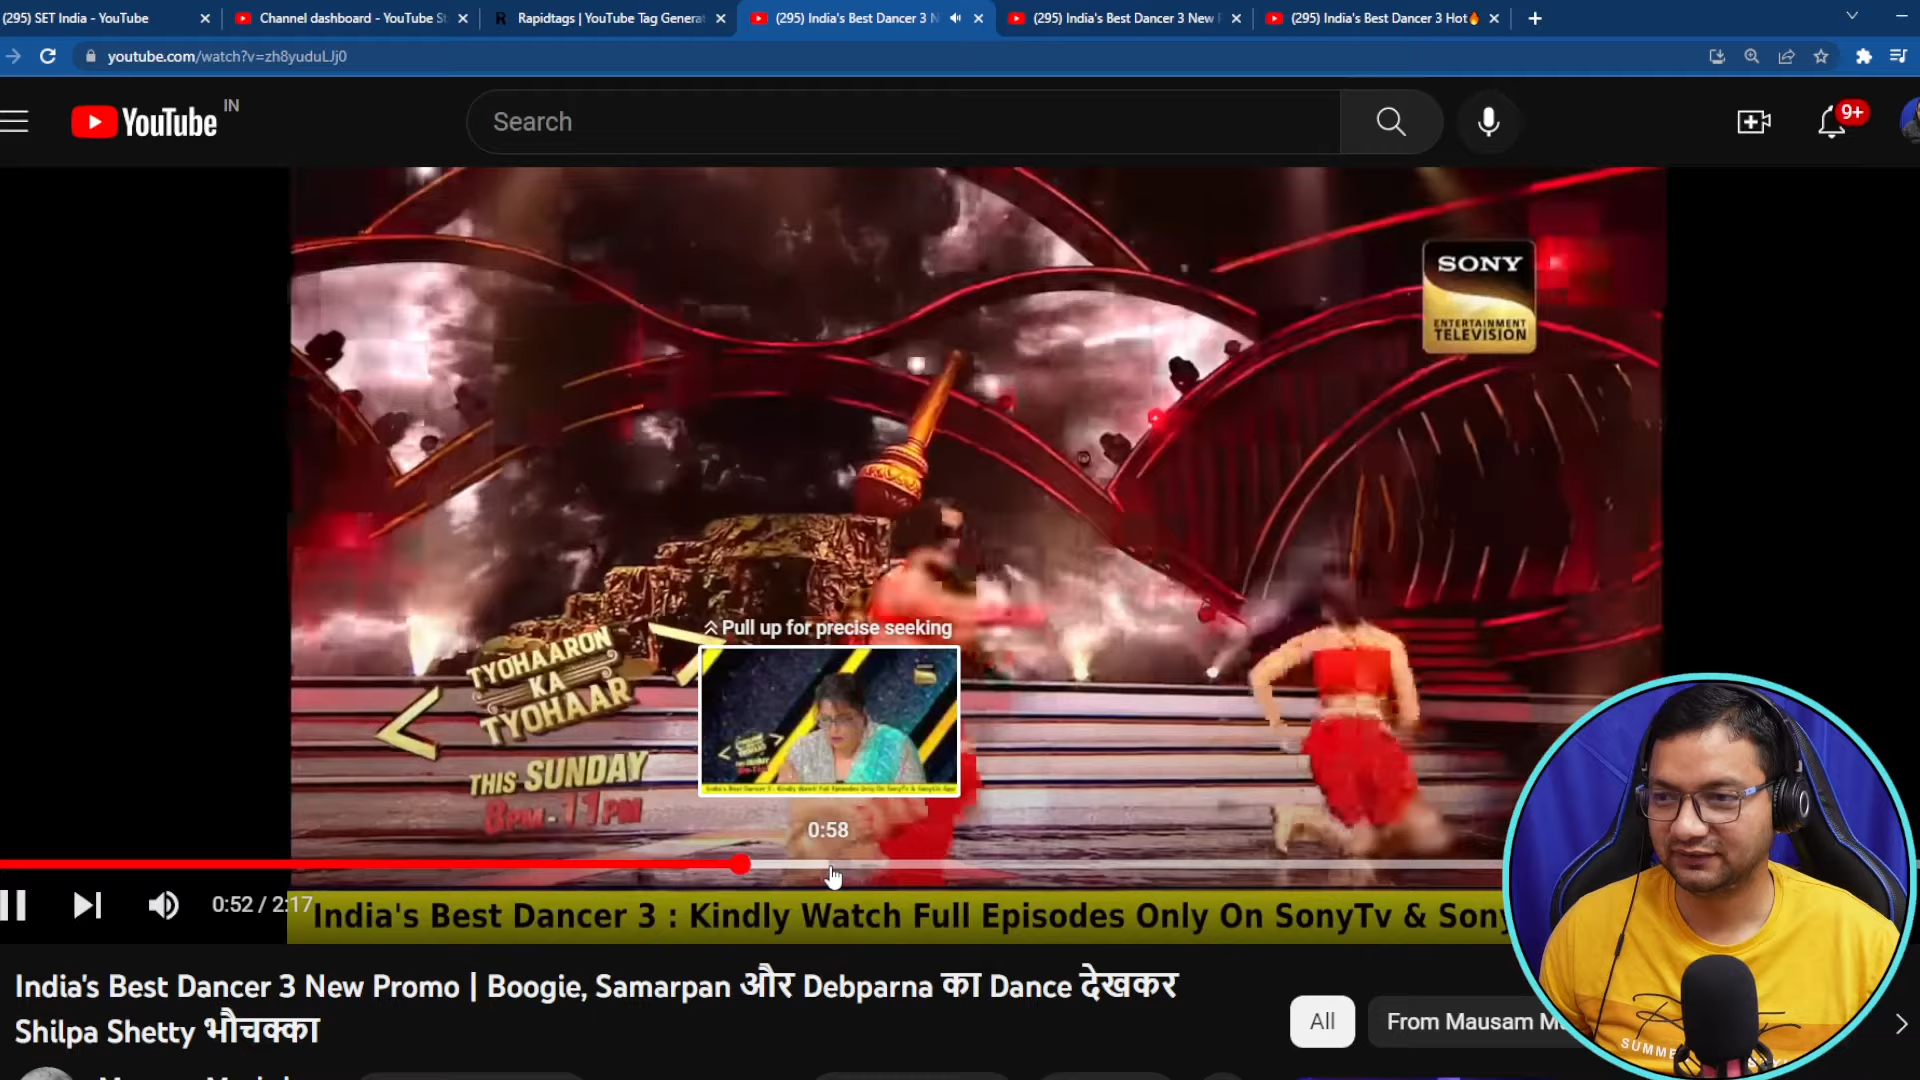 (295) SET India - YouTube
Channel dashboard - YouTube St
Rapidtags | YouTube Tag Genera
(295) India's Best Dancer 3 N
(295) India's Best Dancer 3 New
(295) India's Best Dancer 3 Hot🔥
youtube.com/watch?v=zh8yuduLJj0
YouTube IN
Search
9+
SONY
ENTERTAINMENT
TELEVISION
Pull up for precise seeking
TYOHAARON
KA
TYOHAAR
THIS SUNDAY
8PM-11PM
0:58
0:52 / 2:17
India's Best Dancer 3 : Kindly Watch Full Episodes Only On SonyTv & Sony
India's Best Dancer 3 New Promo | Boogie, Samarpan और Debparna का Dance देखकर
Shilpa Shetty भौचक्का
All
From Mausam M
SUMME